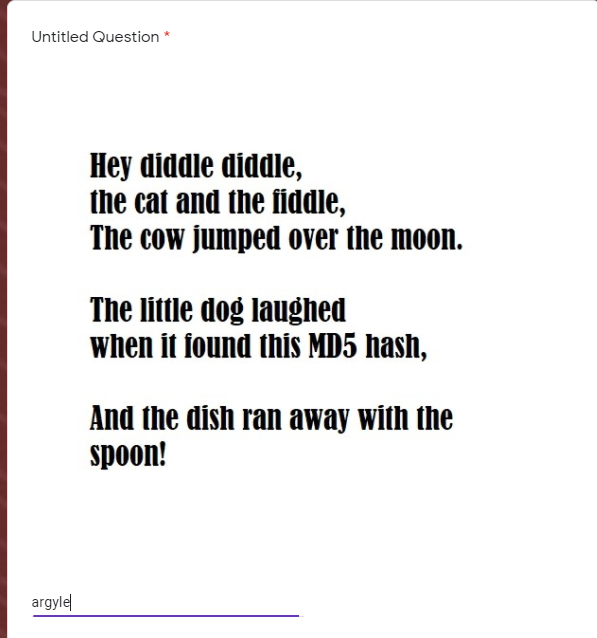 Untitled Question *
Hey diddle diddle,
the cat and the fiddle,
The cow jumped over the moon.
The little dog laughed
when it found this MD5 hash,
And the dish ran away with the
spoon!
argyle